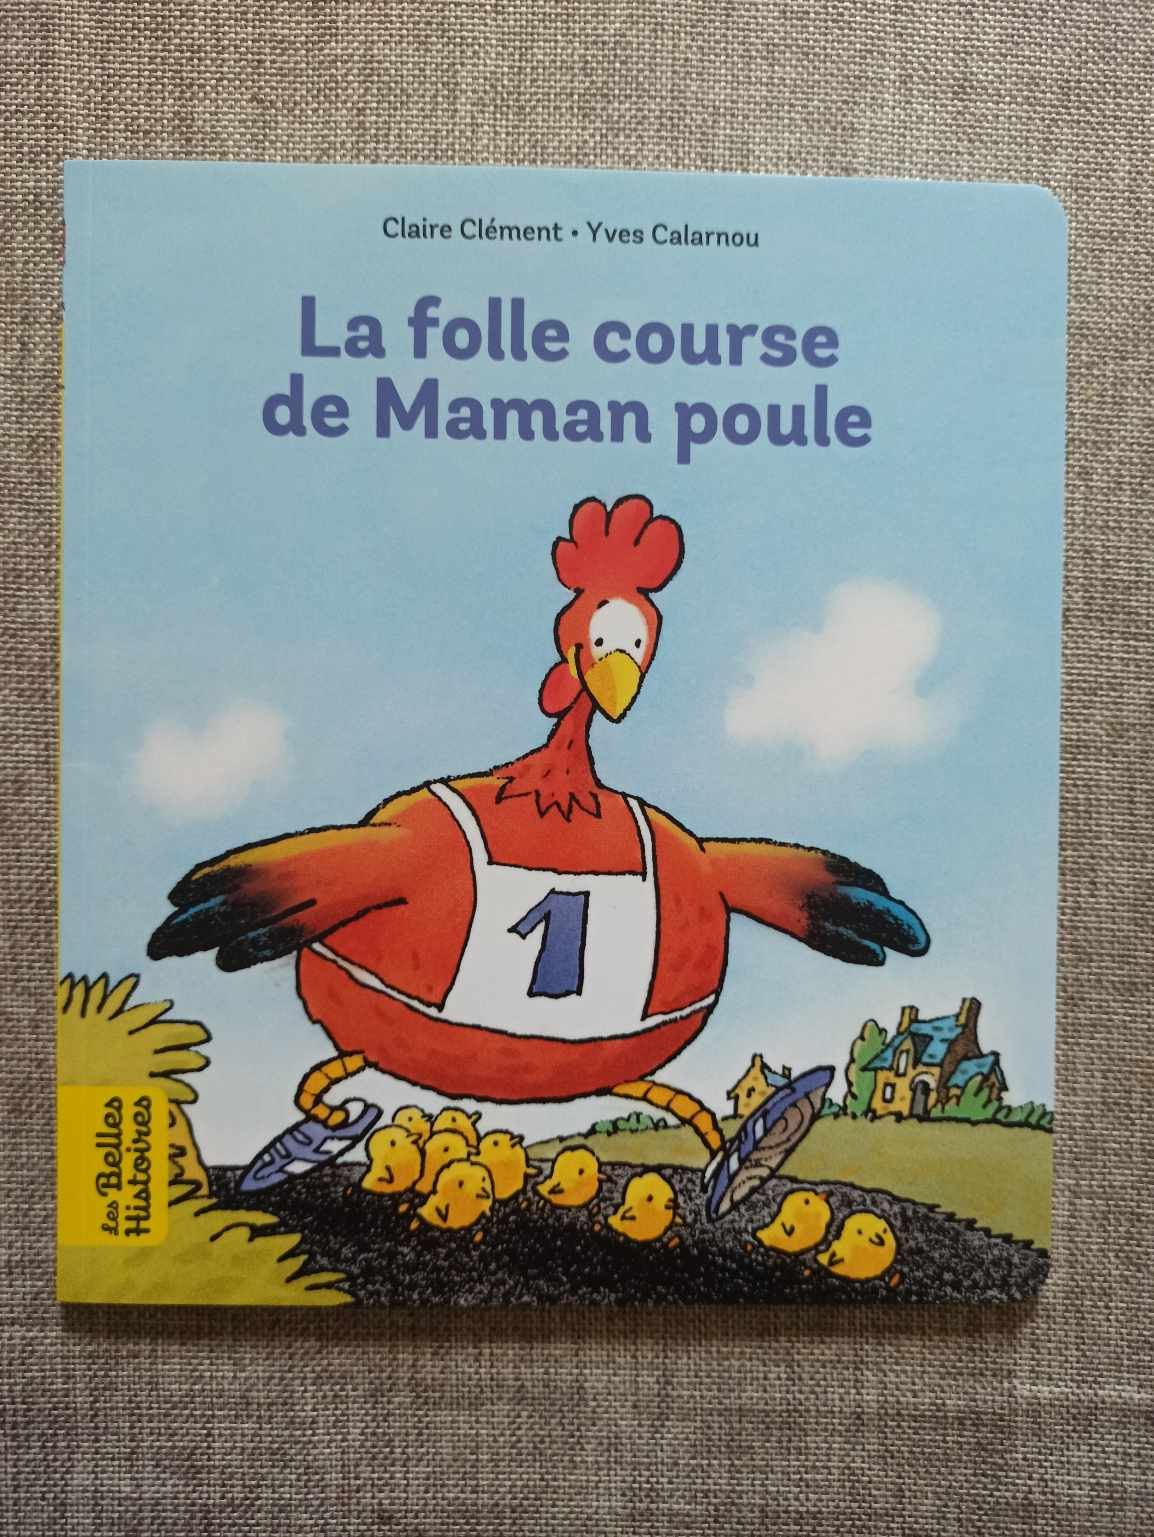 Claire Clément • Yves Calarnou
La folle course
de Maman poule
1
Les Belles
Histoires